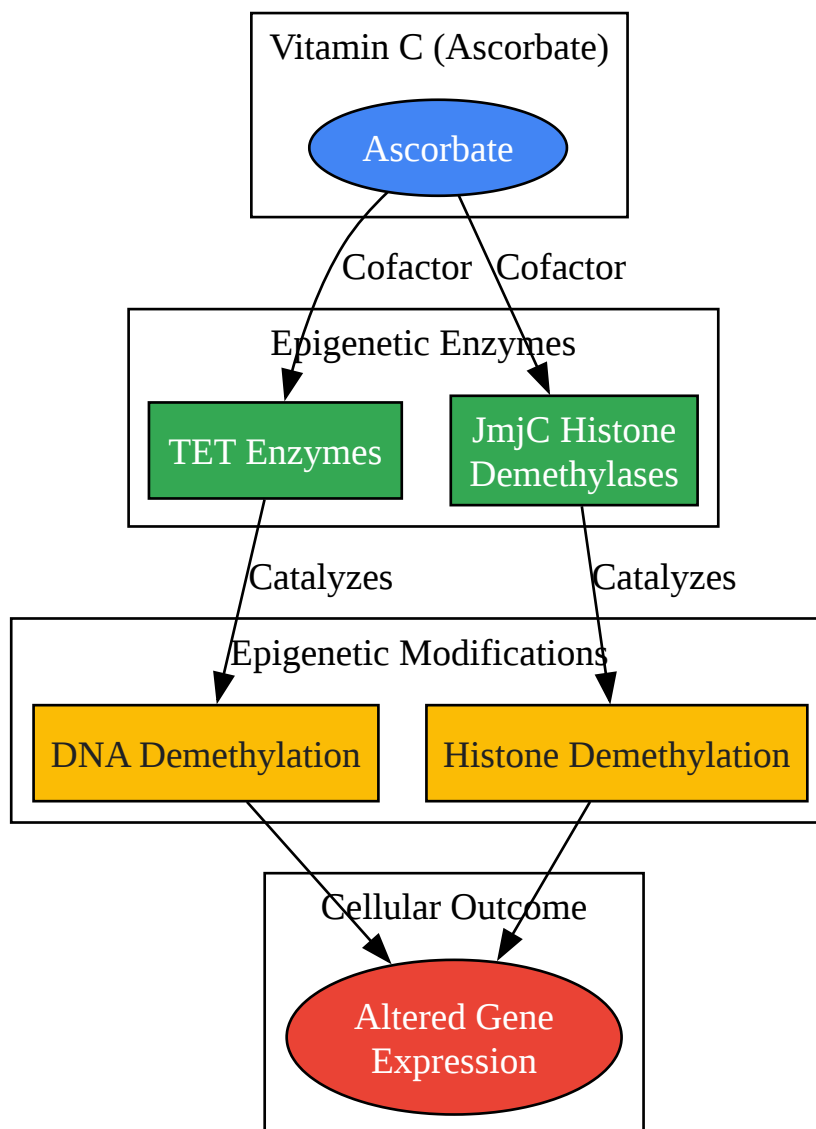 Vitamin C (Ascorbate)
Ascorbate
Cofactor
Cofactor
Epigenetic Enzymes
TET Enzymes
JmjC Histone
Demethylases
Catalyzes
Catalyzes
Epigenetic Modifications
DNA Demethylation
Histone Demethylation
Cellular Outcome
Altered Gene
Expression